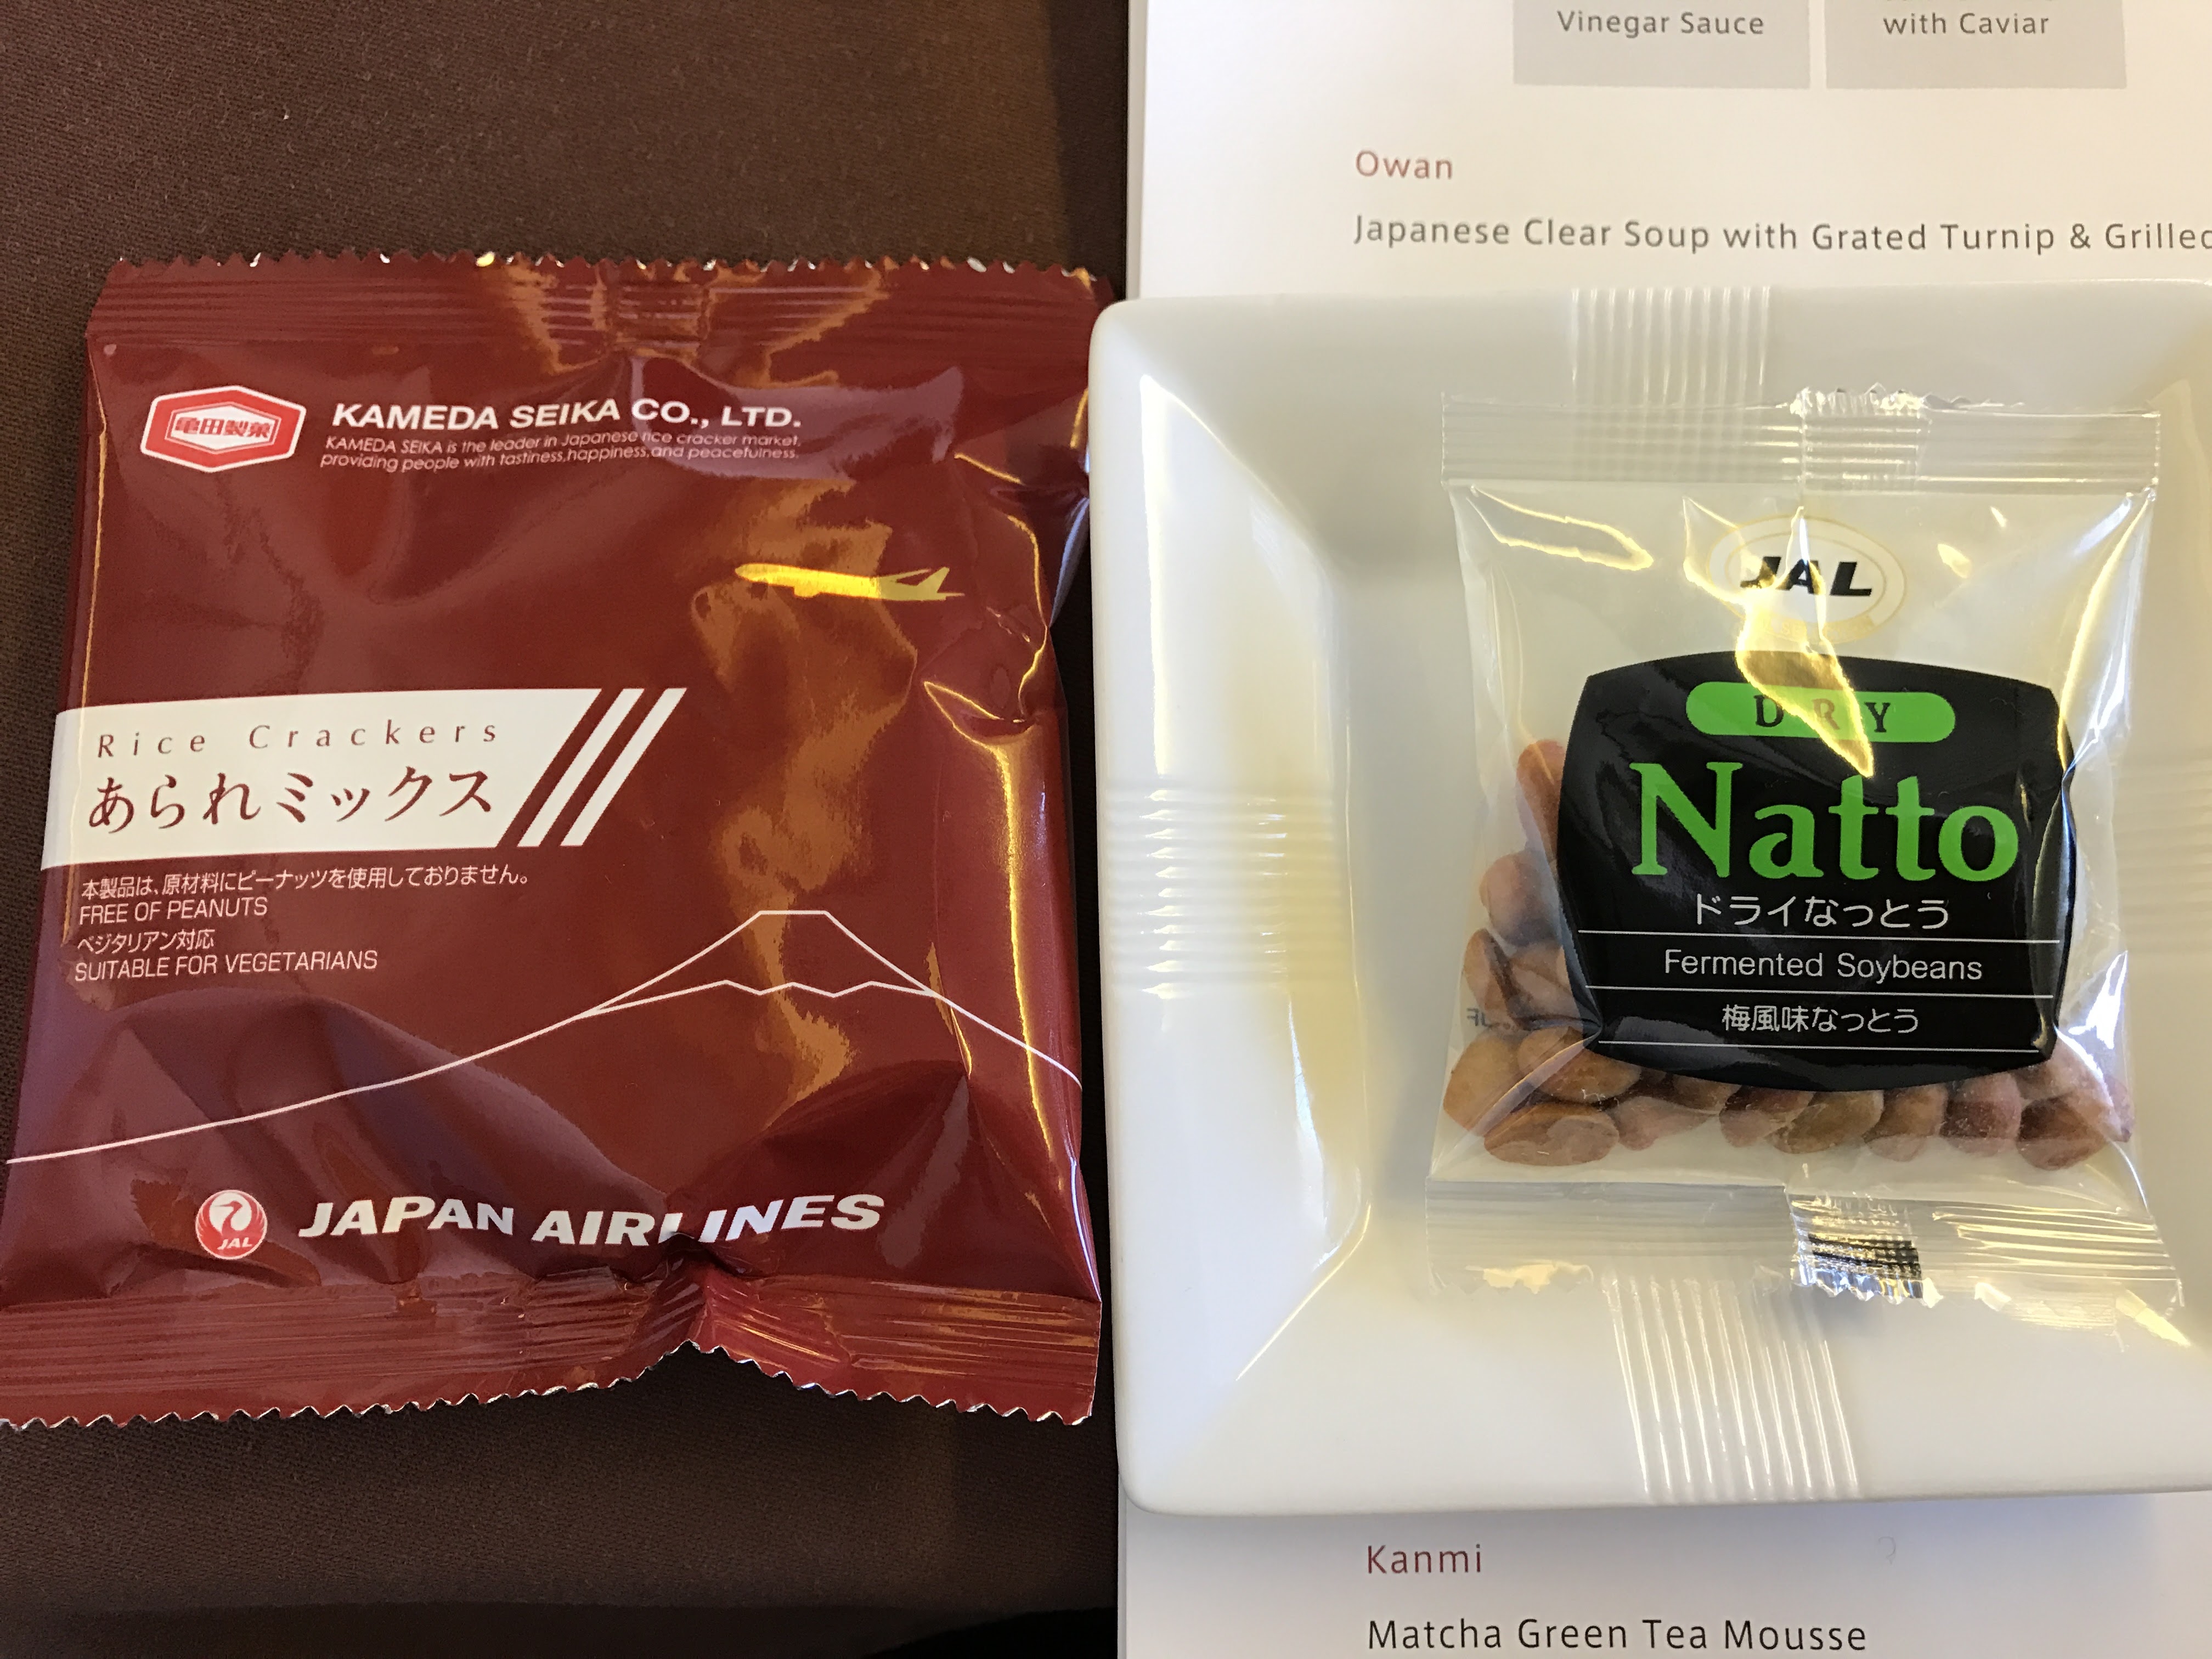 亀田製菓
KAMEDA SEIKA CO., LTD.
KAMEDA SEIKA is the leader in Japanese rice cracker market,
providing people with tastiness,happiness,and peacefulness.
Rice Crackers
あられミックス
本製品は、原材料にピーナッツを使用しておりません。
FREE OF PEANUTS
ベジタリアン対応
SUITABLE FOR VEGETARIANS
JAL
JAPAN AIRLINES
Vinegar Sauce
with Caviar
Owan
Japanese Clear Soup with Grated Turnip & Grilled
JAL
DRY
Natto
ドライなっとう
Fermented Soybeans
梅風味なっとう
Kanmi
Matcha Green Tea Mousse